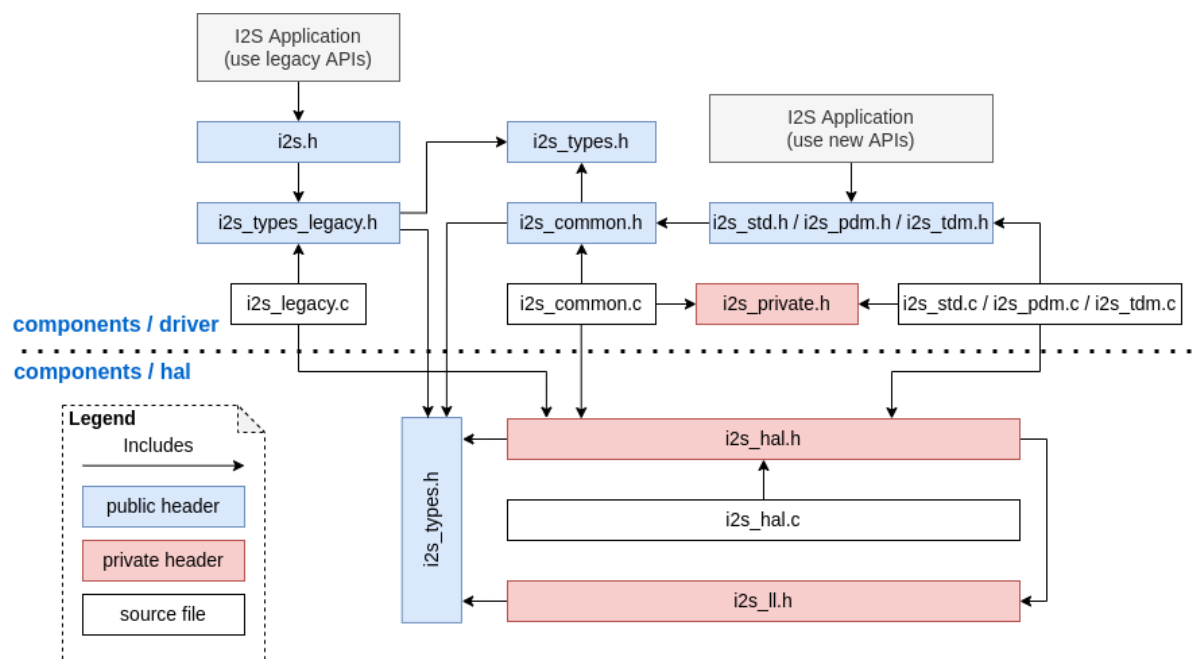 I2S Application
(use legacy APIs)
i2s.h
i2s_types.h
I2S Application
(use new APIs)
i2s_types_legacy.h
i2s_common.h
i2s_std.h / i2s_pdm.h / i2s_tdm.h
i2s_legacy.c
i2s_common.c
i2s_private.h
i2s_std.c / i2s_pdm.c / i2s_tdm.c
components / driver
components / hal
Legend
Includes
public header
private header
source file
i2s_types.h
i2s_hal.h
i2s_hal.c
i2s_ll.h